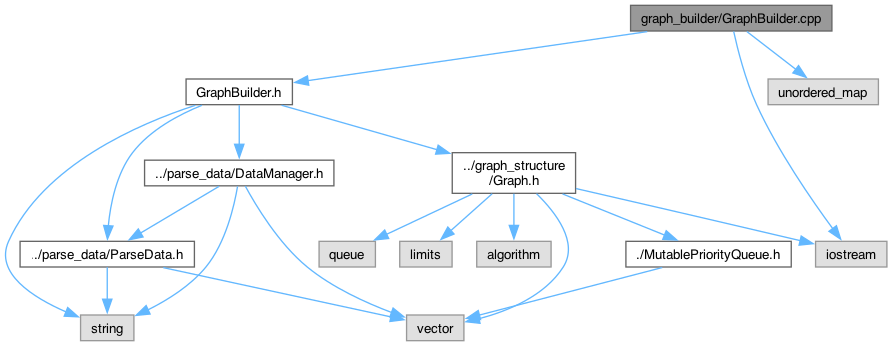 graph_builder/GraphBuilder.cpp
GraphBuilder.h
unordered_map
../parse_data/DataManager.h
../graph_structure
/Graph.h
../parse_data/ParseData.h
queue
limits
algorithm
./MutablePriorityQueue.h
iostream
string
vector